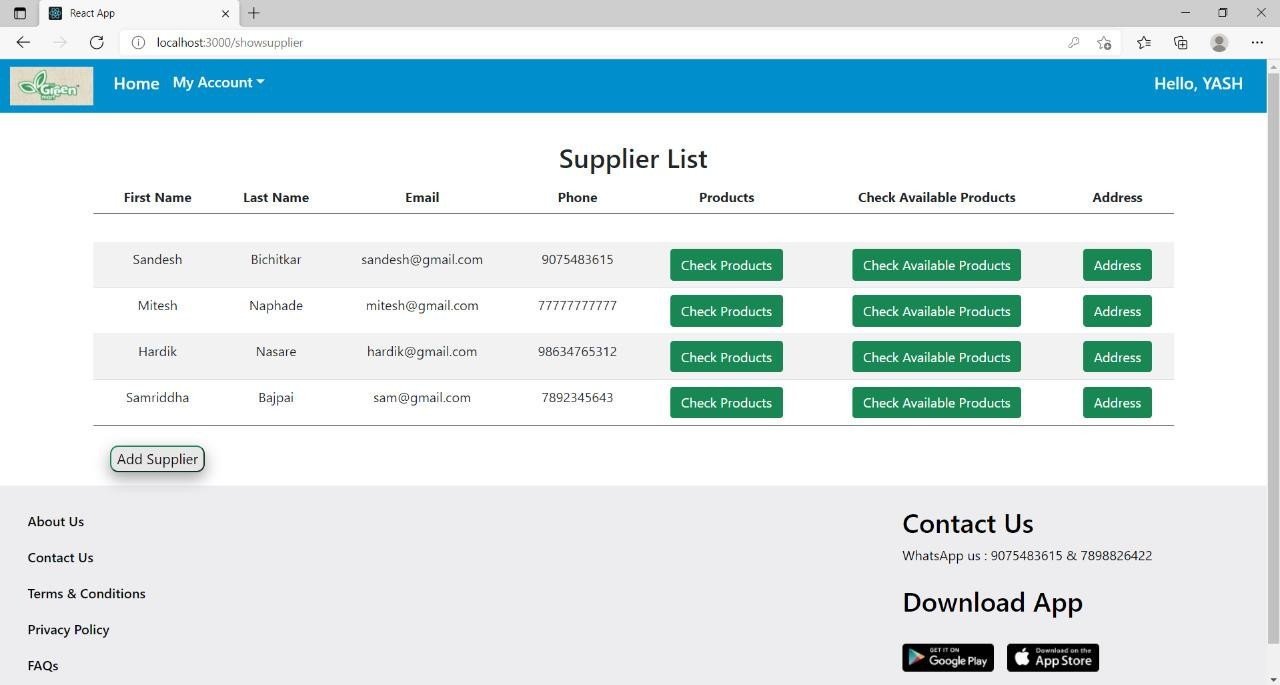 React App
localhost:3000/showsupplier
Green
Home My Account Hello, YASH
Supplier List
First Name Last Name Email Phone Products Check Available Products Address
Sandesh Bichitkar sandesh@gmail.com 9075483615 Check Products Check Available Products Address
Mitesh Naphade mitesh@gmail.com 77777777777 Check Products Check Available Products Address
Hardik Nasare hardik@gmail.com 98634765312 Check Products Check Available Products Address
Samriddha Bajpai sam@gmail.com 7892345643 Check Products Check Available Products Address
Add Supplier
About Us
Contact Us
Terms & Conditions
Privacy Policy
FAQs
Contact Us
WhatsApp us : 9075483615 & 7898826422
Download App
GET IT ON
Google Play
Download on the
App Store